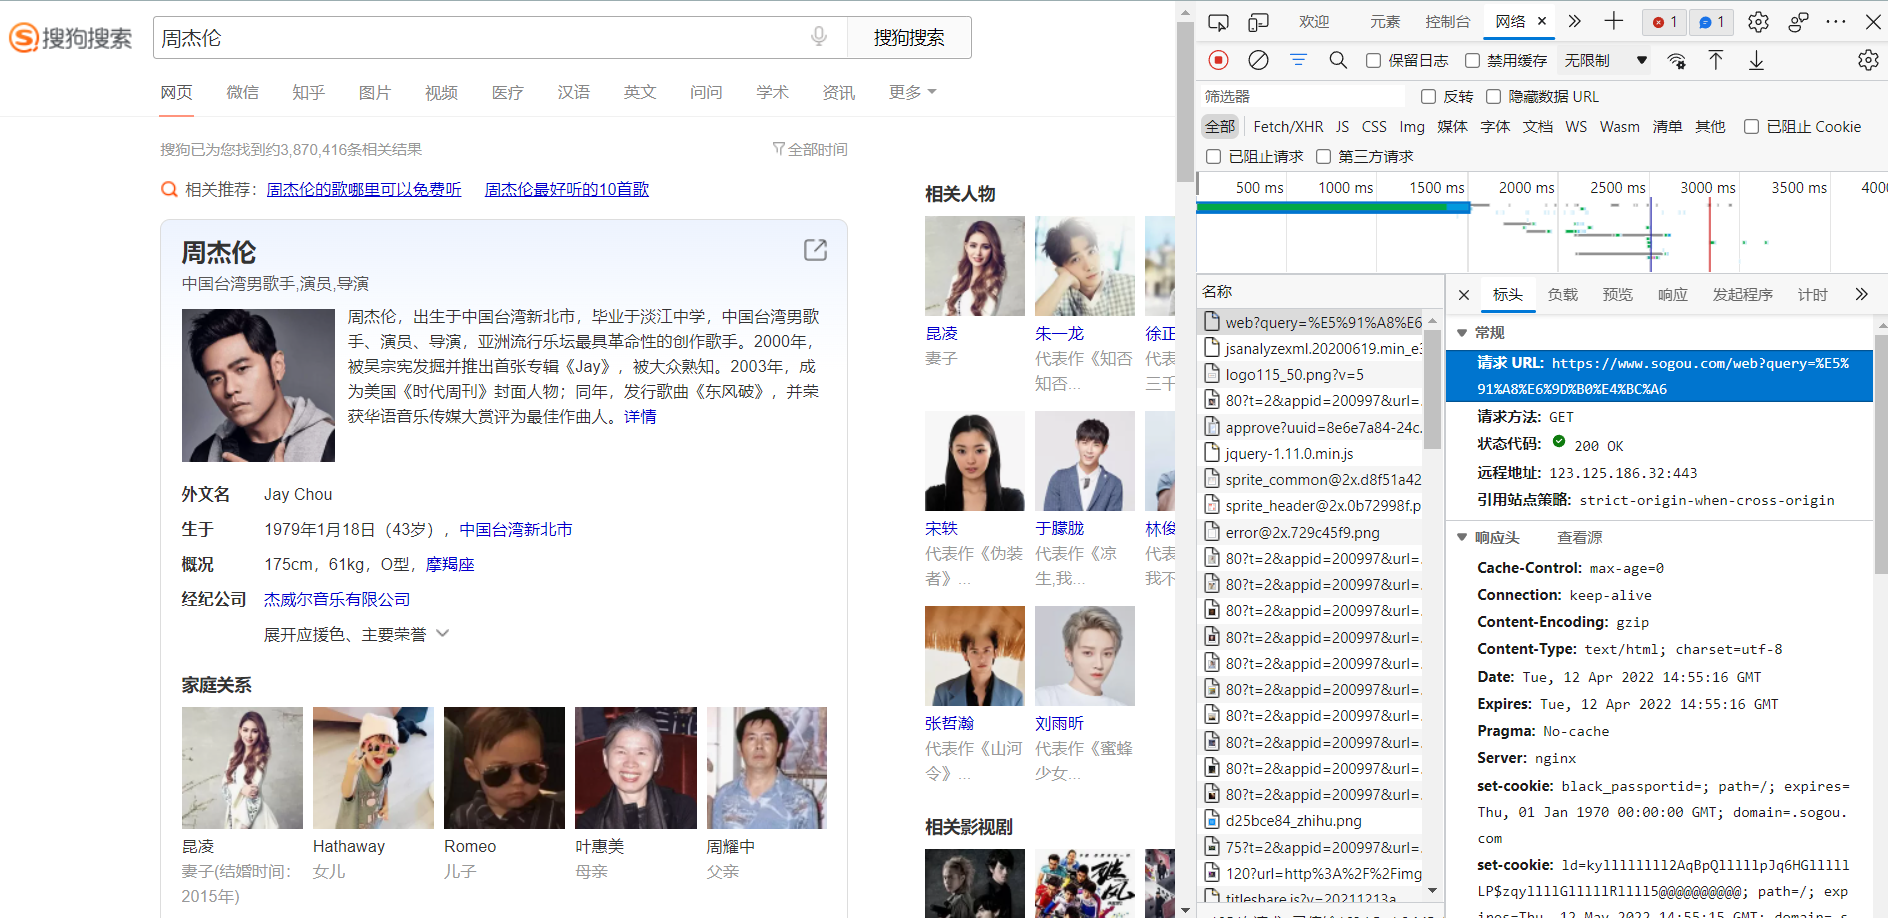 搜狗搜索
周杰伦
搜狗搜索
网页 微信 知乎 图片 视频 医疗 汉语 英文 问问 学术 资讯 更多
搜狗已为您找到约3,870,416条相关结果
全部时间
相关推荐：周杰伦的歌哪里可以免费听 周杰伦最好听的10首歌
周杰伦
中国台湾男歌手,演员,导演
周杰伦，出生于中国台湾新北市，毕业于淡江中学，中国台湾男歌
手、演员、导演，亚洲流行乐坛最具革命性的创作歌手。2000年，
被吴宗宪发掘并推出首张专辑《Jay》，被大众熟知。2003年，成
为美国《时代周刊》封面人物；同年，发行歌曲《东风破》，并荣
获华语音乐传媒大赏评为最佳作曲人。详情
外文名 Jay Chou
生于 1979年1月18日（43岁），中国台湾新北市
概况 175cm，61kg，O型，摩羯座
经纪公司 杰威尔音乐有限公司
展开应援色、主要荣誉
家庭关系
昆凌 Hathaway Romeo 叶惠美 周耀中
妻子(结婚时间： 女儿 儿子 母亲 父亲
2015年)
相关人物
昆凌 朱一龙 徐正
妻子 代表作《知否 代表
知否... 三千
宋轶 于朦胧 林俊
代表作《伪装 代表作《凉 代表
者》... 生,我... 我不
张哲瀚 刘雨昕
代表作《山河 代表作《蜜蜂
令》... 少女...
相关影视剧
欢迎 元素 控制台 网络 1 1
保留日志 禁用缓存 无限制
筛选器 反转 隐藏数据 URL
全部 Fetch/XHR JS CSS Img 媒体 字体 文档 WS Wasm 清单 其他 已阻止 Cookie
已阻止请求 第三方请求
500 ms 1000 ms 1500 ms 2000 ms 2500 ms 3000 ms 3500 ms 4000
名称
web?query=%E5%91%A8%E6
jsanalyzexml.20200619.min_e3
logo115_50.png?v=5
80?t=2&appid=200997&url=.
approve?uuid=8e6e7a84-24c.
jquery-1.11.0.min.js
sprite_common@2x.d8f51a42
sprite_header@2x.0b72998f.p
error@2x.729c45f9.png
80?t=2&appid=200997&url=.
80?t=2&appid=200997&url=.
80?t=2&appid=200997&url=.
80?t=2&appid=200997&url=.
80?t=2&appid=200997&url=.
80?t=2&appid=200997&url=.
80?t=2&appid=200997&url=.
80?t=2&appid=200997&url=.
80?t=2&appid=200997&url=.
80?t=2&appid=200997&url=.
d25bce84_zhihu.png
75?t=2&appid=200997&url=.
120?url=http%3A%2F%2Fimg
titleshare.js?v=20211213a
标头 负载 预览 响应 发起程序 计时
常规
请求 URL: https://www.sogou.com/web?query=%E5%
91%A8%E6%9D%B0%E4%BC%A6
请求方法: GET
状态代码: 200 OK
远程地址: 123.125.186.32:443
引用站点策略: strict-origin-when-cross-origin
响应头 查看源
Cache-Control: max-age=0
Connection: keep-alive
Content-Encoding: gzip
Content-Type: text/html; charset=utf-8
Date: Tue, 12 Apr 2022 14:55:16 GMT
Expires: Tue, 12 Apr 2022 14:55:16 GMT
Pragma: No-cache
Server: nginx
set-cookie: black_passportid=; path=/; expires=
Thu, 01 Jan 1970 00:00:00 GMT; domain=.sogou.
com
set-cookie: ld=kylllllllll2AqBpQlllllpJq6HGlllll
LP$zqyllllGlllllRlllll5@@@@@@@@@@; path=/; exp
ires=Thu, 12 May 2022 14:55:15 GMT; domain=.s